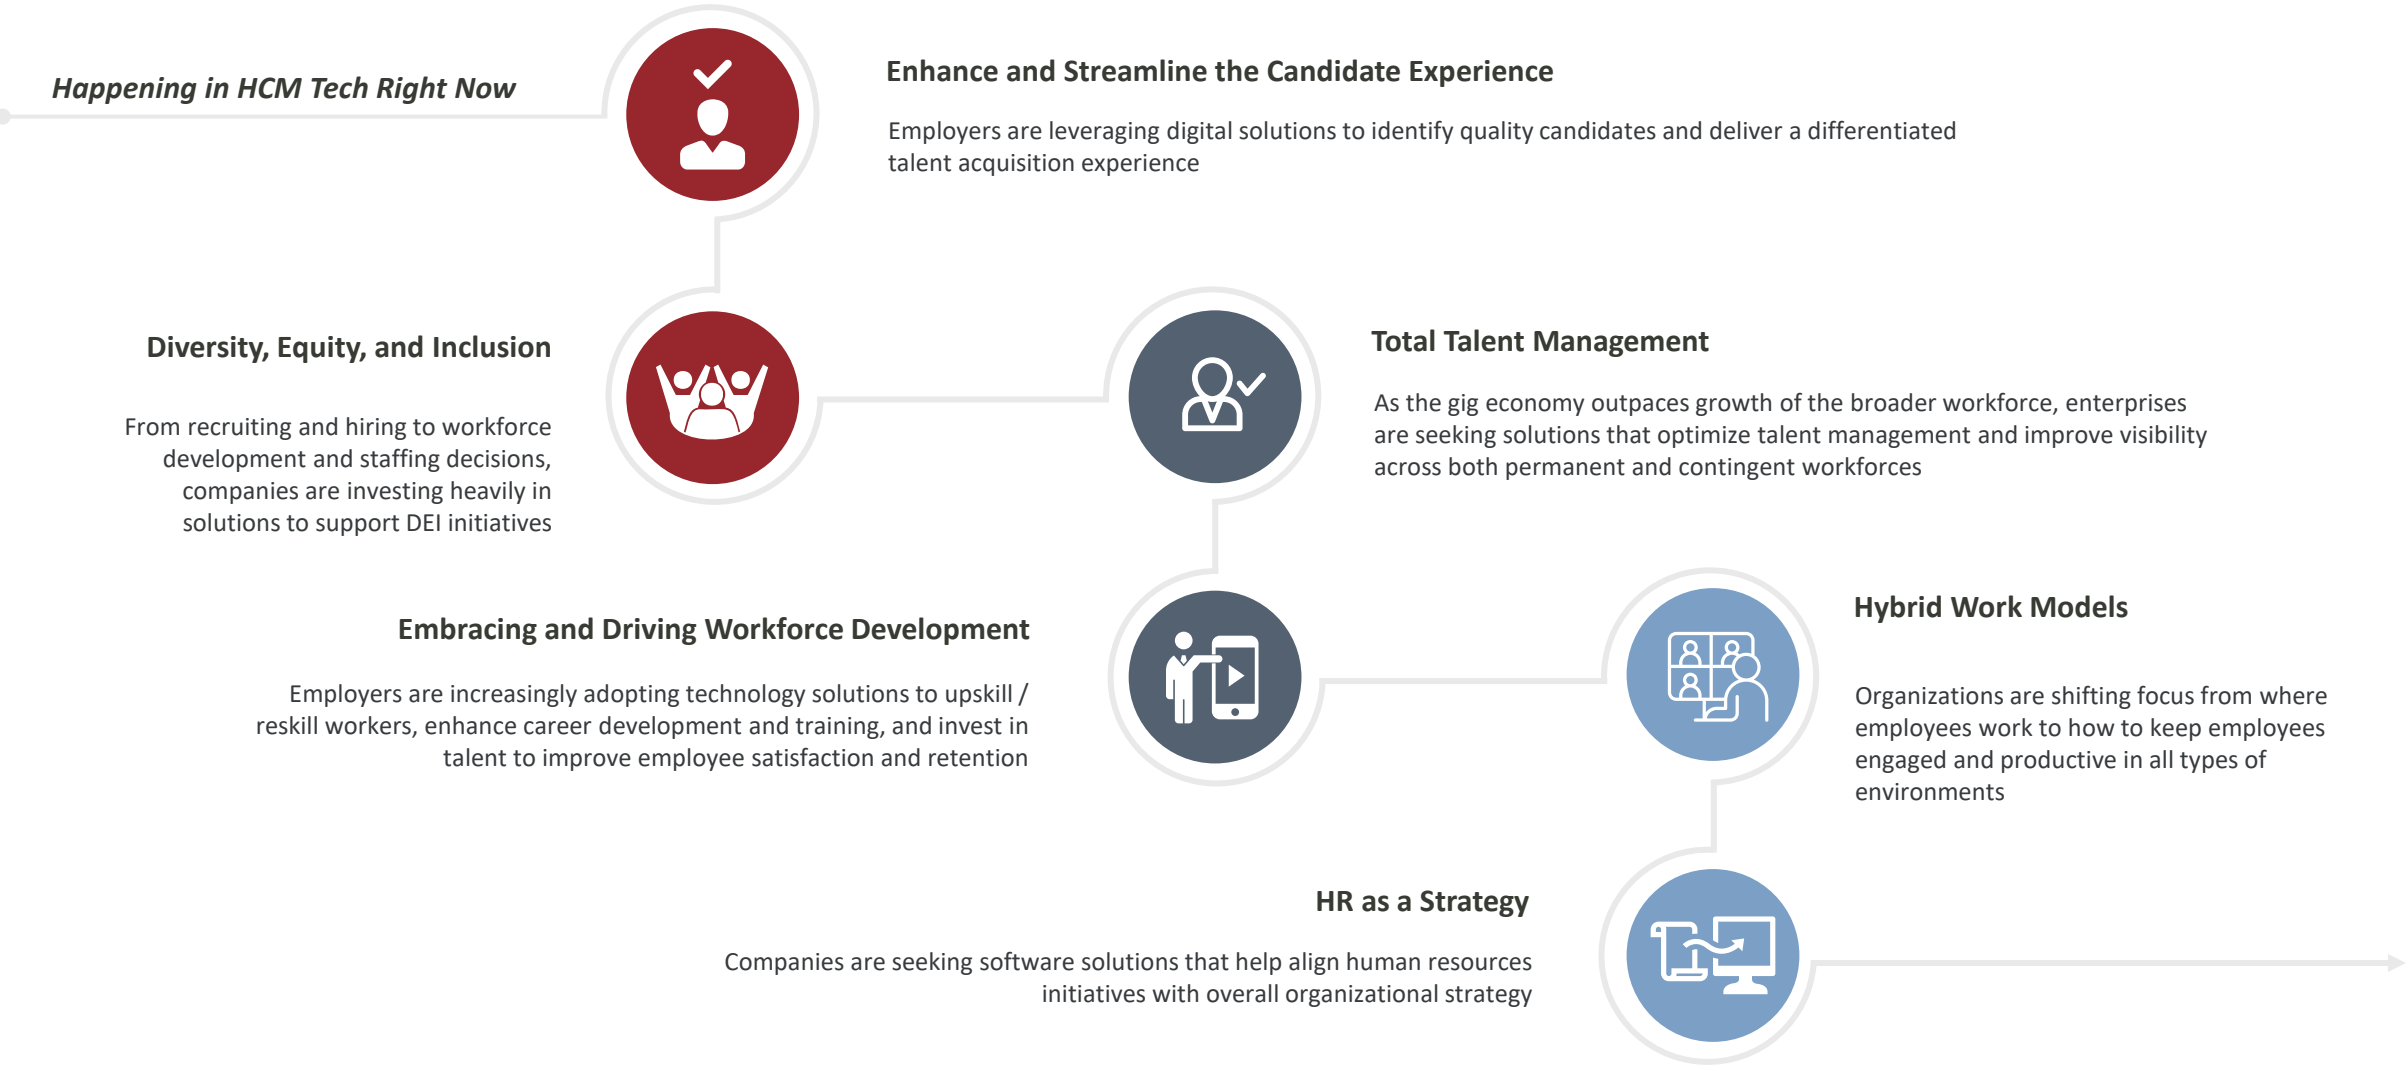 Happening in HCM Tech Right Now
Enhance and Streamline the Candidate Experience
Employers are leveraging digital solutions to identify quality candidates and deliver a differentiated
talent acquisition experience
Diversity, Equity, and Inclusion
From recruiting and hiring to workforce
development and staffing decisions,
companies are investing heavily in
solutions to support DEI initiatives
Total Talent Management
As the gig economy outpaces growth of the broader workforce, enterprises
are seeking solutions that optimize talent management and improve visibility
across both permanent and contingent workforces
Embracing and Driving Workforce Development
Employers are increasingly adopting technology solutions to upskill /
reskill workers, enhance career development and training, and invest in
talent to improve employee satisfaction and retention
Hybrid Work Models
Organizations are shifting focus from where
employees work to how to keep employees
engaged and productive in all types of
environments
HR as a Strategy
Companies are seeking software solutions that help align human resources
initiatives with overall organizational strategy